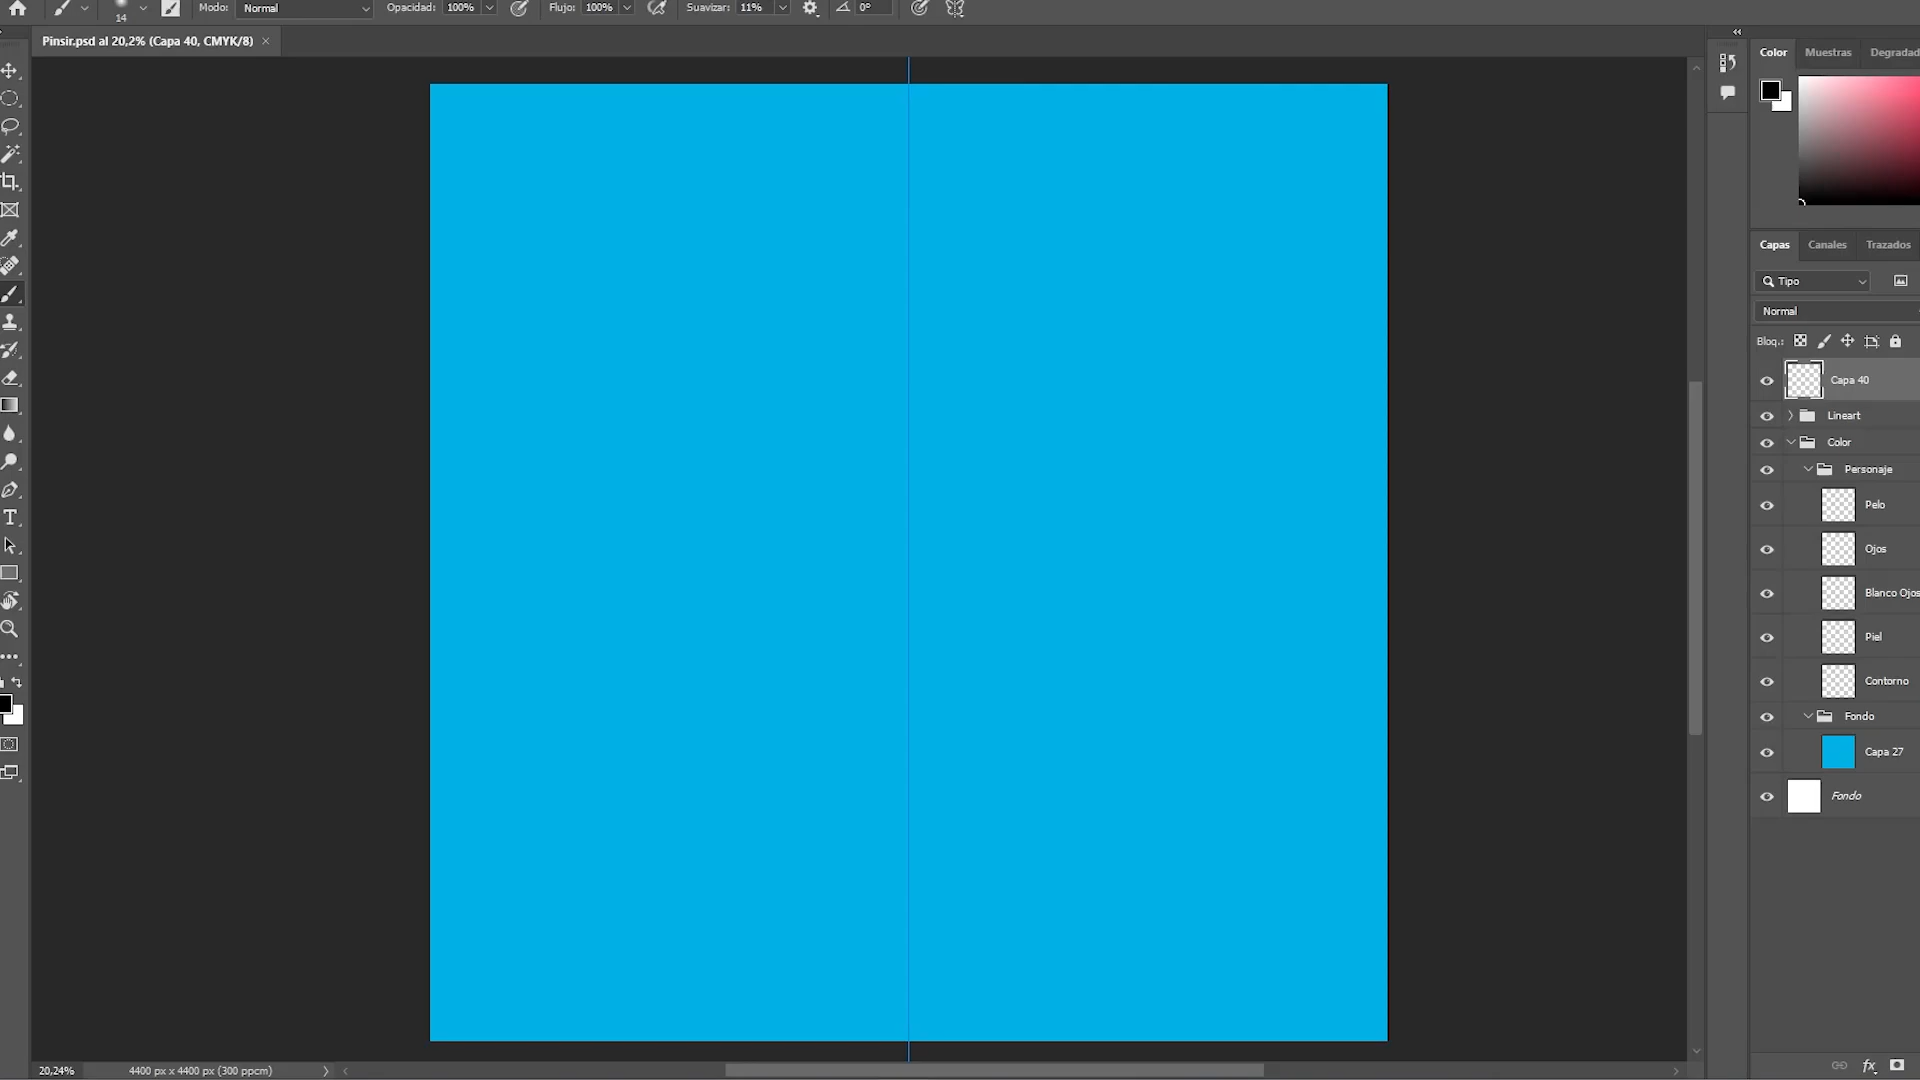 14
Modo:
Normal
Opacidad:
100%
Flujo:
100%
Suavizar:
11%
0°
Pinsir.psd al 20,2% (Capa 40, CMYK/8)
Color
Muestras
Degradad
Capas
Canales
Trazados
Tipo
Normal
Bloq.:
Capa 40
Lineart
Color
Personaje
Pelo
Ojos
Blanco Ojos
Piel
Contorno
Fondo
Capa 27
Fondo
T
fx
20,24%
4400 px x 4400 px (300 ppcm)